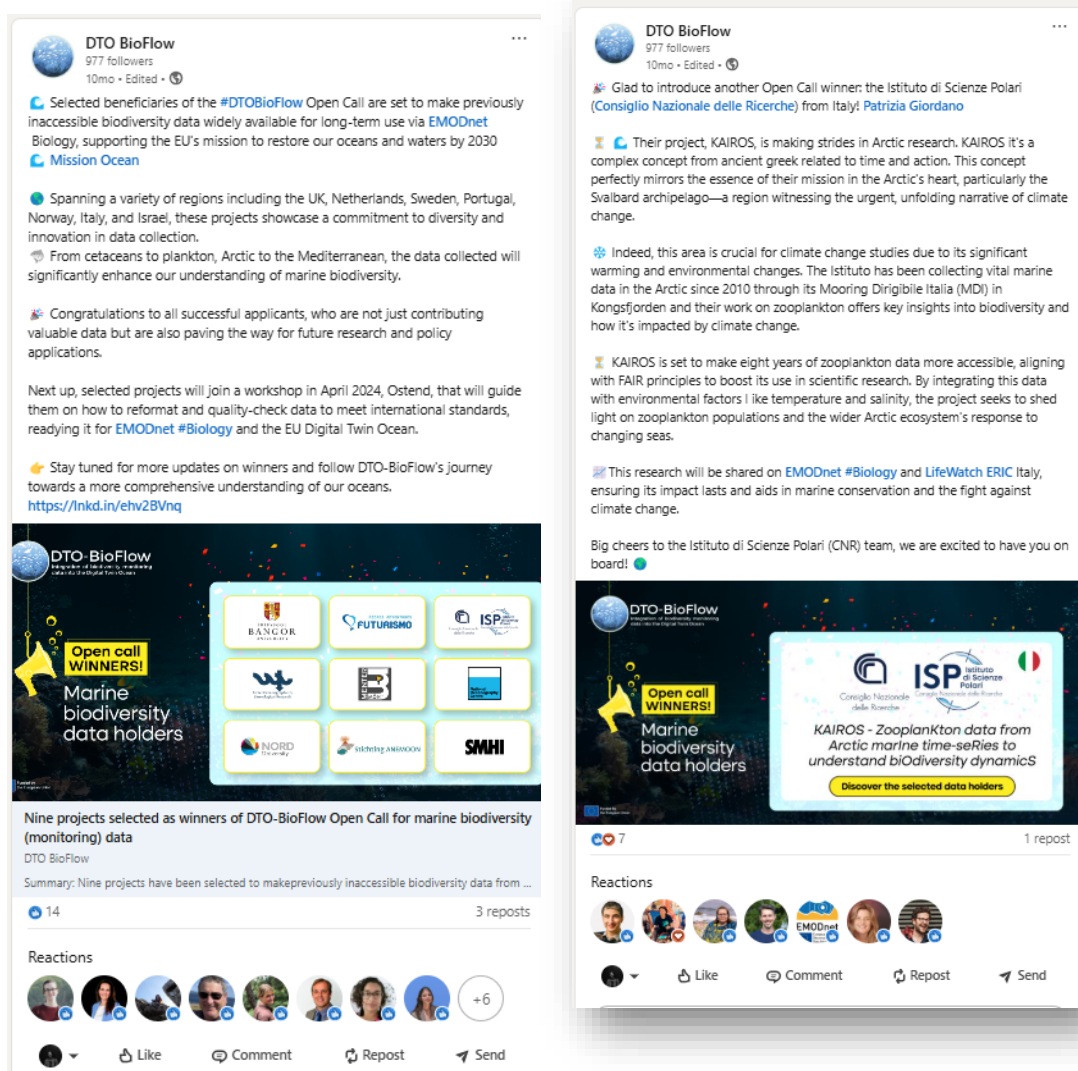 DTO BioFlow
977 followers
10mo • Edited •
Selected beneficiaries of the #DTOBioFlow Open Call are set to make previously
inaccessible biodiversity data widely available for long-term use via EMODnet
Biology, supporting the EU's mission to restore our oceans and waters by 2030
Mission Ocean
Spanning a variety of regions including the UK, Netherlands, Sweden, Portugal,
Norway, Italy, and Israel, these projects showcase a commitment to diversity and
innovation in data collection.
From cetaceans to plankton, Arctic to the Mediterranean, the data collected will
significantly enhance our understanding of marine biodiversity.
Congratulations to all successful applicants, who are not just contributing
valuable data but are also paving the way for future research and policy
applications.
Next up, selected projects will join a workshop in April 2024, Ostend, that will guide
them on how to reformat and quality-check data to meet international standards,
readying it for EMODnet #Biology and the EU Digital Twin Ocean.
Stay tuned for more updates on winners and follow DTO-BioFlow's journey
towards a more comprehensive understanding of our oceans.
https://lnkd.in/ehv2BVnq
DTO-BioFlow
Integration of biodiversity monitoring
data into the Digital Twin Ocean
Open call
WINNERS!
Marine
biodiversity
data holders
BANGOR
FUTURISMO
ISP
NORD
University
Stichting ANEMOON
SMHI
Nine projects selected as winners of DTO-BioFlow Open Call for marine biodiversity
(monitoring) data
DTO BioFlow
Summary: Nine projects have been selected to makepreviously inaccessible biodiversity data from ...
14
3 reposts
Reactions
+6
Like
Comment
Repost
Send
DTO BioFlow
977 followers
10mo • Edited •
Glad to introduce another Open Call winner: the Istituto di Scienze Polari
(Consiglio Nazionale delle Ricerche) from Italy! Patrizia Giordano
Their project, KAIROS, is making strides in Arctic research. KAIROS it's a
complex concept from ancient greek related to time and action. This concept
perfectly mirrors the essence of their mission in the Arctic's heart, particularly the
Svalbard archipelago—a region witnessing the urgent, unfolding narrative of climate
change.
Indeed, this area is crucial for climate change studies due to its significant
warming and environmental changes. The Istituto has been collecting vital marine
data in the Arctic since 2010 through its Mooring Dirigibile Italia (MDI) in
Kongsfjorden and their work on zooplankton offers key insights into biodiversity and
how it's impacted by climate change.
KAIROS is set to make eight years of zooplankton data more accessible, aligning
with FAIR principles to boost its use in scientific research. By integrating this data
with environmental factors l ike temperature and salinity, the project seeks to shed
light on zooplankton populations and the wider Arctic ecosystem's response to
changing seas.
This research will be shared on EMODnet #Biology and LifeWatch ERIC Italy,
ensuring its impact lasts and aids in marine conservation and the fight against
climate change.
Big cheers to the Istituto di Scienze Polari (CNR) team, we are excited to have you on
board!
DTO-BioFlow
Integration of biodiversity monitoring
data into the Digital Twin Ocean
Open call
WINNERS!
Marine
biodiversity
data holders
Consiglio Nazionale
delle Ricerche
ISP
Istituto
di Scienze
Polari
Consiglio Nazionale delle Ricerche
KAIROS - ZooplanKton data from
Arctic marIne time-seRies to
understand biOdiversity dynamicS
Discover the selected data holders
7
1 repost
Reactions
EMODnet
Like
Comment
Repost
Send